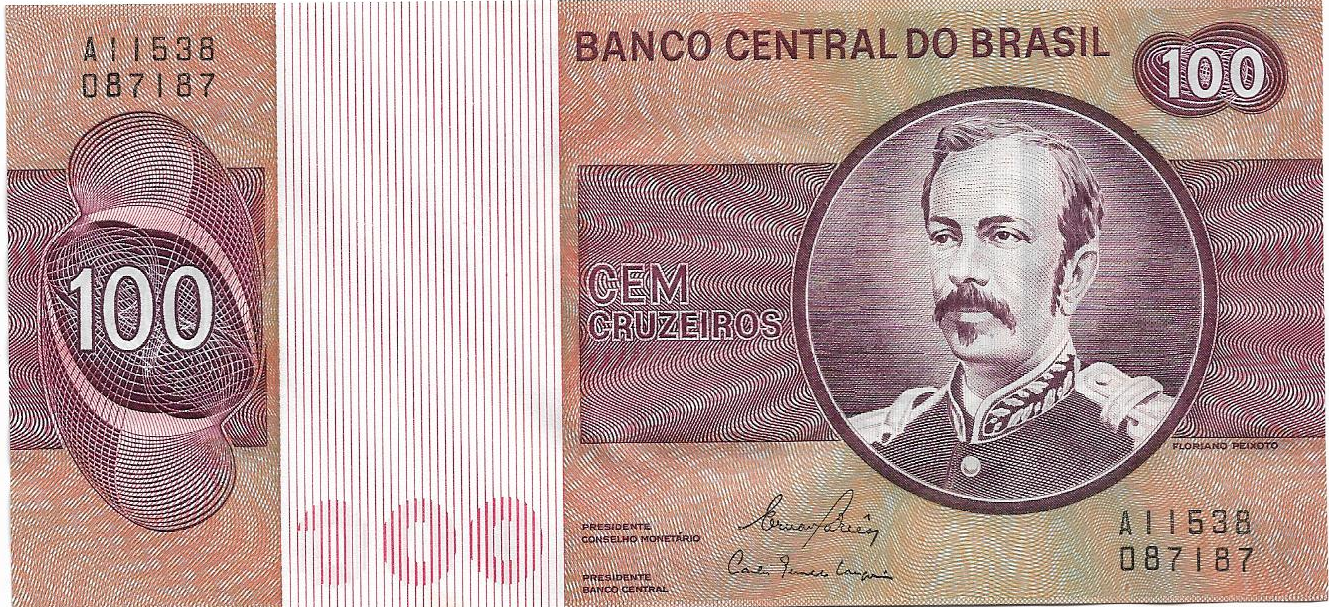 A11538
087187
BANCO CENTRAL DO BRASIL
100
100
CEM
CRUZEIROS
FLORIANO PEIXOTO
100
PRESIDENTE
CONSELHO MONETÁRIO
PRESIDENTE
BANCO CENTRAL
A11538
087187